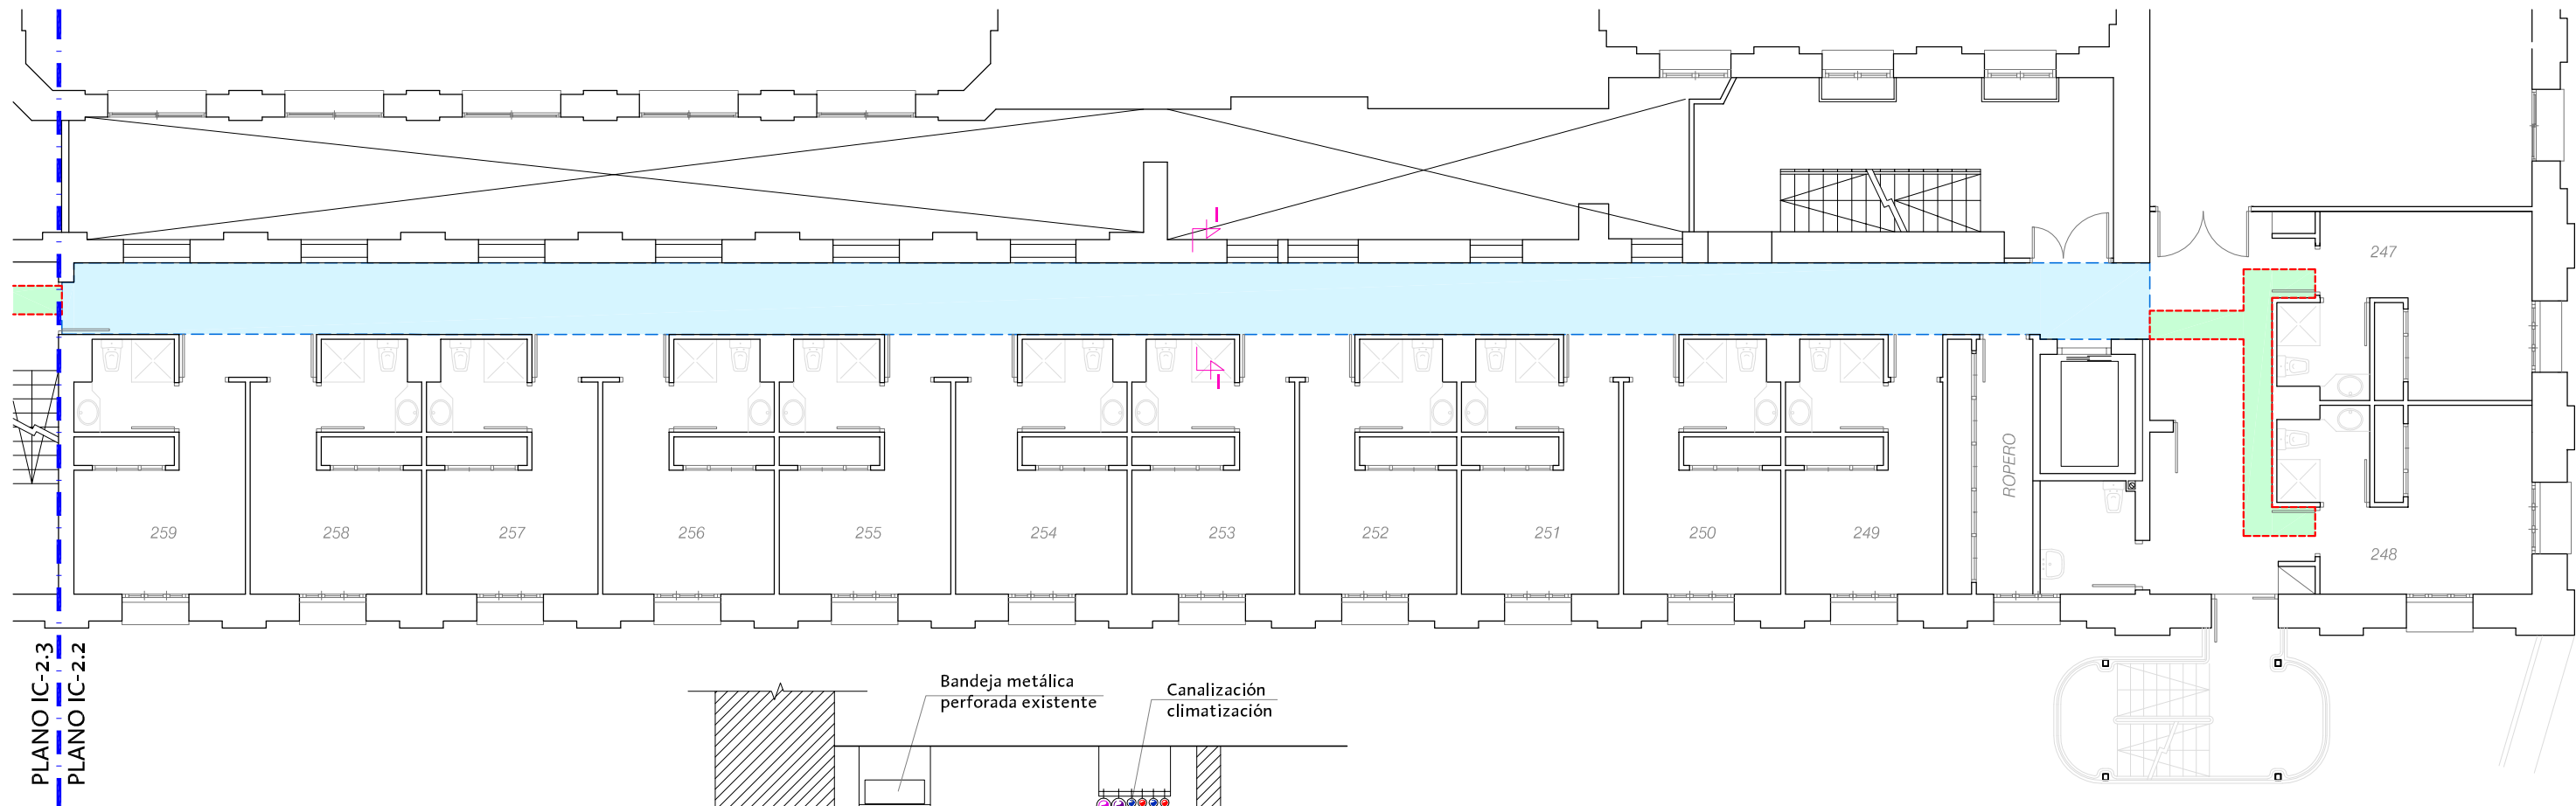 I
247
I
ROPERO
259
258
257
256
255
254
253
252
251
250
249
248
PLANO IC-2.3
PLANO IC-2.2
Bandeja metálica
perforada existente
Canalización
climatización